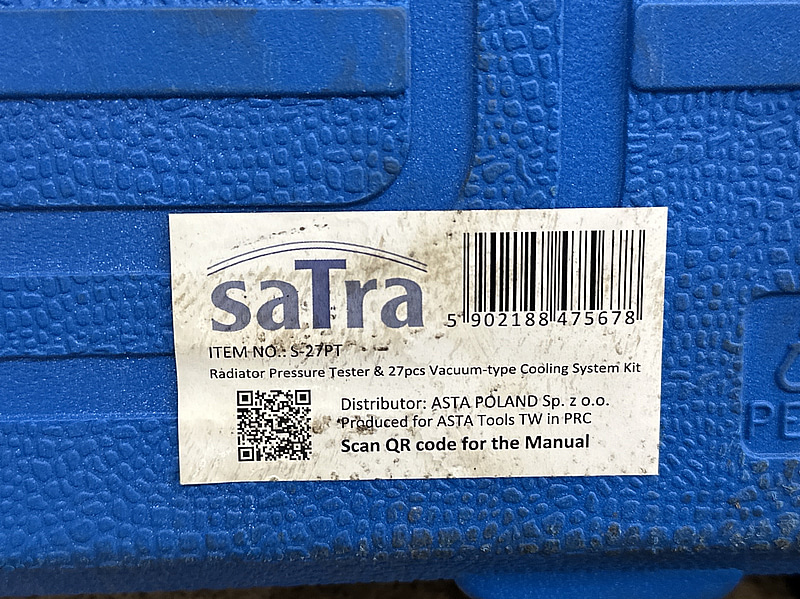 saTra
5 902188 475678
ITEM NO.: S-27PT
Radiator Pressure Tester & 27pcs Vacuum-type Cooling System Kit
Distributor: ASTA POLAND Sp. z o.o.
*Produced for ASTA Tools TW in PRC
Scan QR code for the Manual